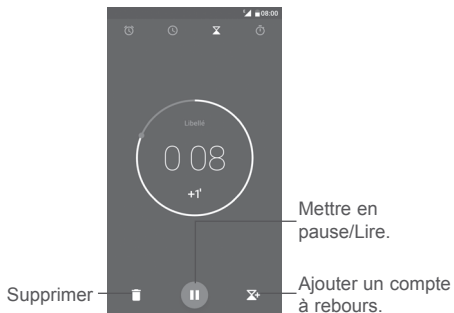 08:00
Libellé
0 08
+1'
Mettre en
pause/Lire.
Supprimer
Ajouter un compte
à rebours.